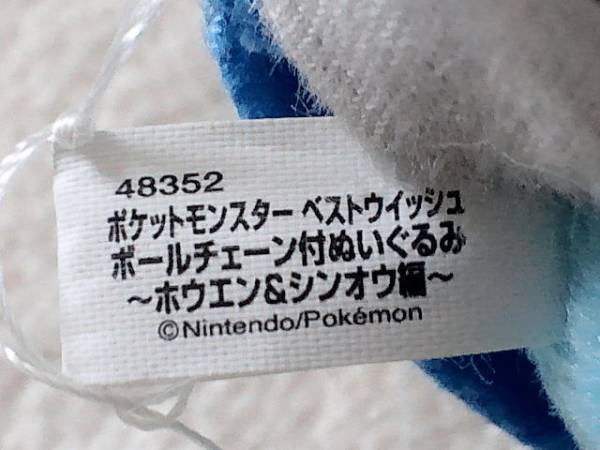 48352
ポケットモンスター ベストウイッシュ
ボールチェーン付ぬいぐるみ
～ホウエン&シンオウ編～
©Nintendo/Pokémon